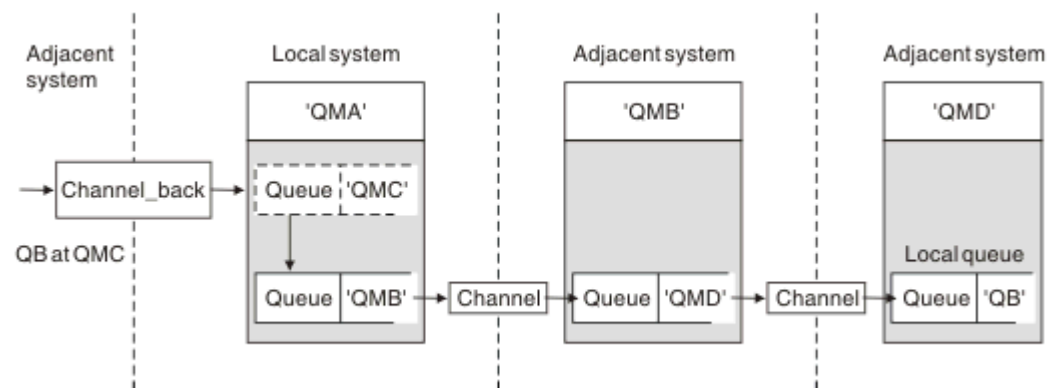 Adjacent
system
Local system
Adjacent system
Adjacent system
'QMA'
'QMB'
'QMD'
Channel_back
Queue 'QMC'
QB at QMC
Local queue
Queue 'QMB'
Channel
Queue 'QMD'
Channel
Queue 'QB'